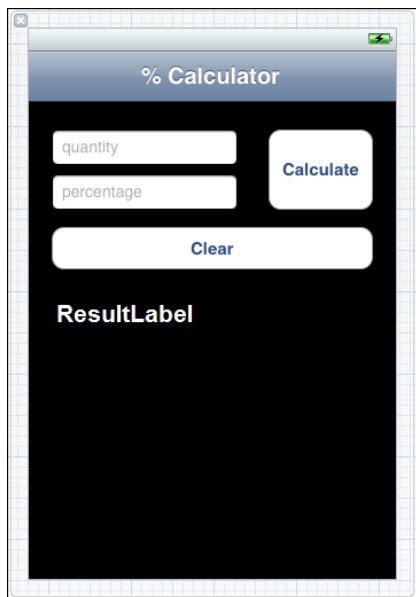 % Calculator
quantity
Calculate
percentage
Clear
ResultLabel